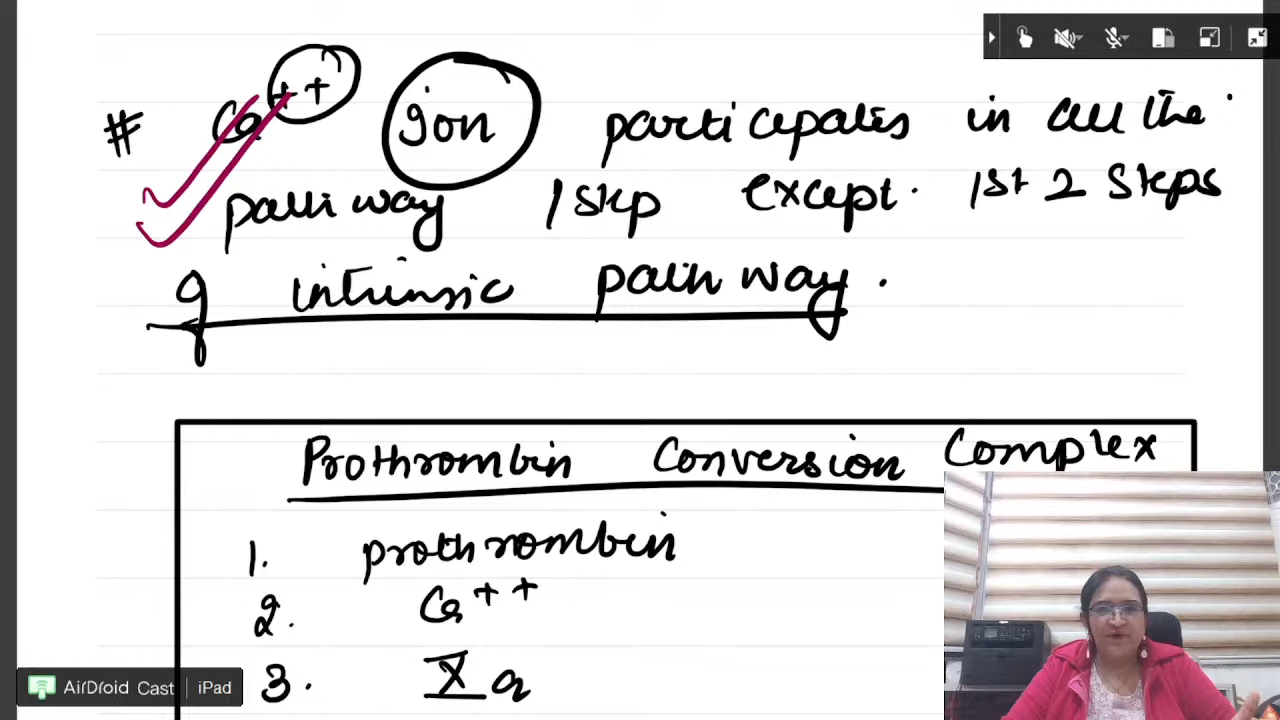 # Ca++ ion participates in all the
pathway / step except 1st 2 Steps
of intrinsic pathway.
Prothrombin Conversion Complex
1. prothrombin
2. Ca++
3. Xa
AirDroid Cast | iPad